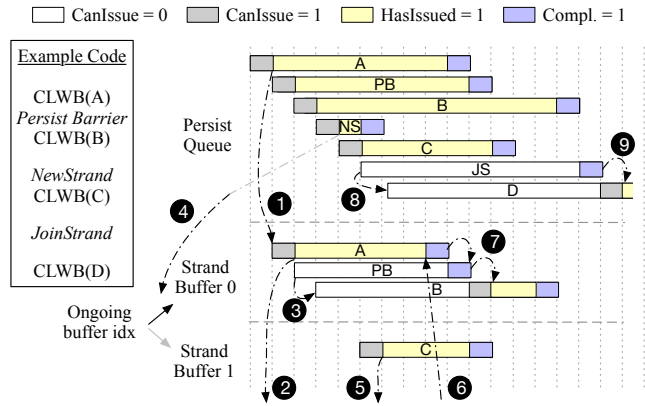 CanIssue = 0 CanIssue = 1 HasIssued = 1 Compl. = 1
Example Code
CLWB(A)
Persist Barrier
CLWB(B)
NewStrand
CLWB(C)
JoinStrand
CLWB(D)
Persist
Queue
A
PB
B
NS
C
JS
D
9
8
4
1
Strand
Buffer 0
A
PB
B
7
3
Ongoing
buffer idx
Strand
Buffer 1
C
2
5
6